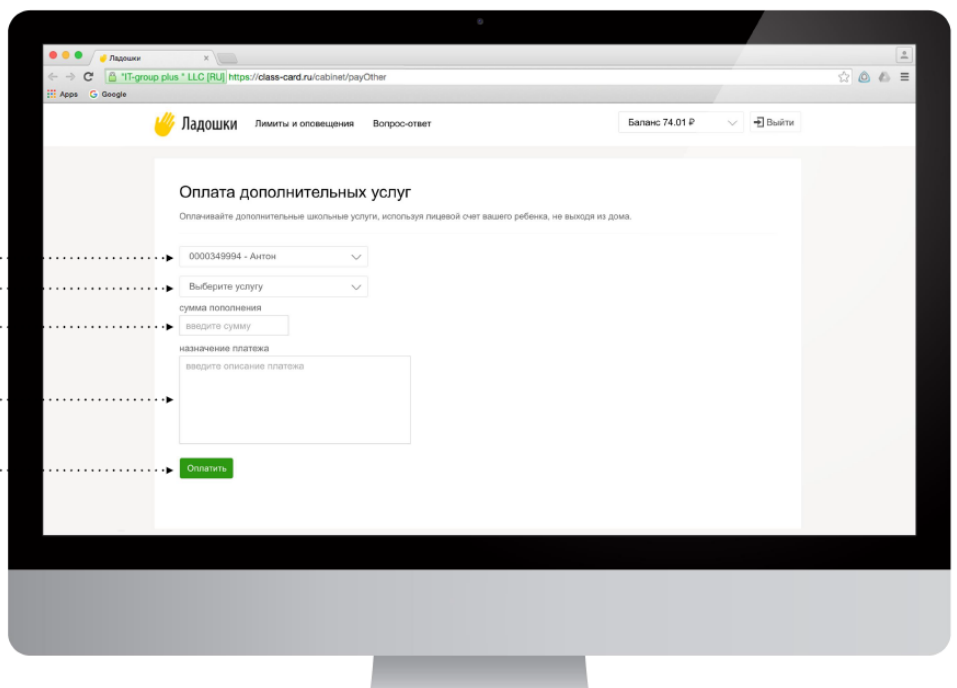 Ладошки
"IT-group plus " LLC [RU] https://class-card.ru/cabinet/payOther
Apps Google
Ладошки Лимиты и оповещения Вопрос-ответ Баланс 74.01 ₽ Выйти
Оплата дополнительных услуг
Оплачивайте дополнительные школьные услуги, используя лицевой счет вашего ребенка, не выходя из дома.
0000349994 - Антон
Выберите услугу
сумма пополнения
введите сумму
назначение платежа
введите описание платежа
Оплатить